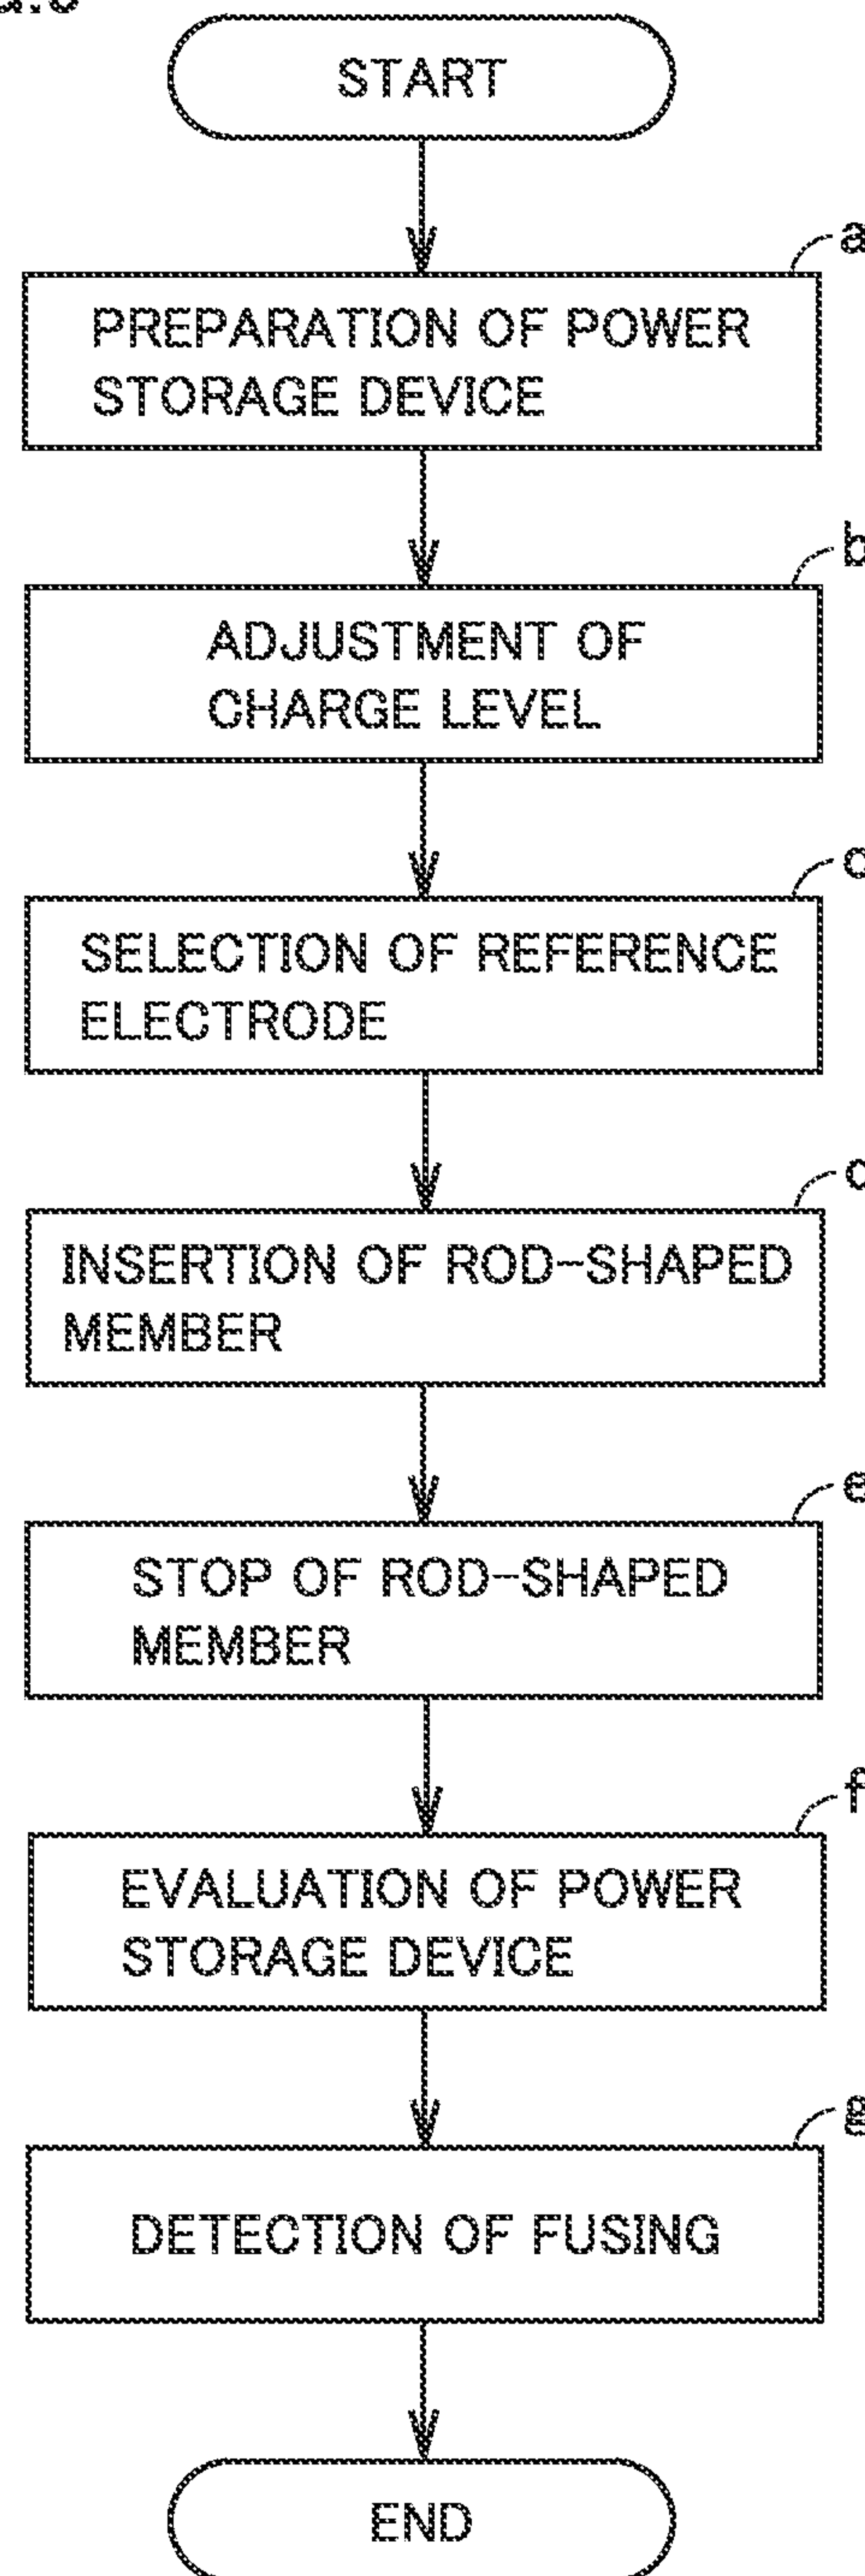 START
a
PREPARATION OF POWER
STORAGE DEVICE
b
ADJUSTMENT OF
CHARGE LEVEL
SELECTION OF REFERENCE
ELECTRODE
INSERTION OF ROD-SHAPED
MEMBER
e
STOP OF ROD-SHAPED
MEMBER
f
EVALUATION OF POWER
STORAGE DEVICE
g
DETECTION OF FUSING
END